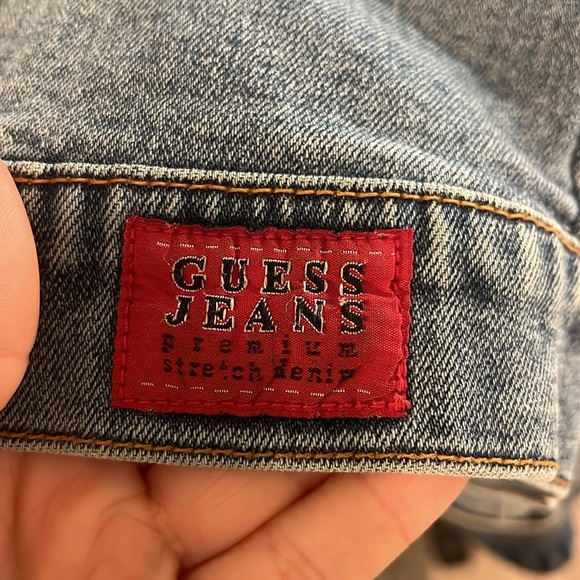 GUESS
JEANS
premium
stretch denim